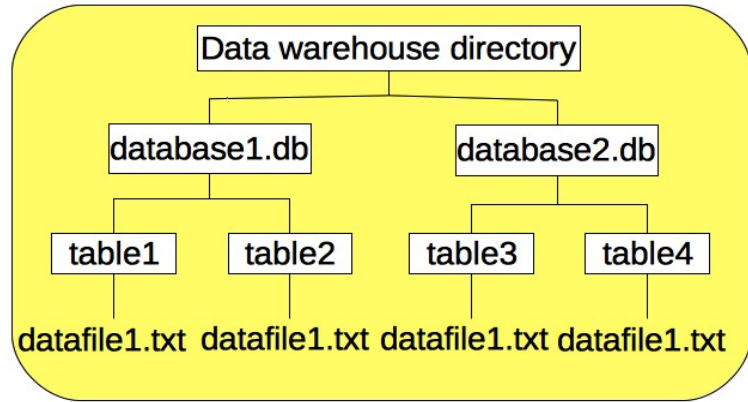 Data warehouse directory
database1.db
database2.db
table1
table2
table3
table4
datafile1.txt
datafile1.txt
datafile1.txt
datafile1.txt